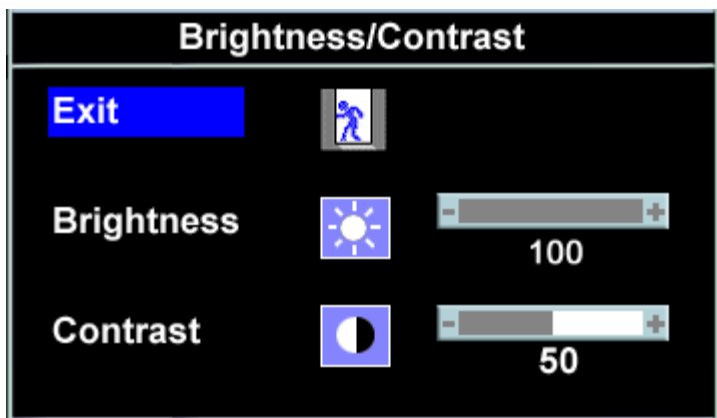 Brightness/Contrast
Exit
Brightness
- +
100
Contrast
- +
50